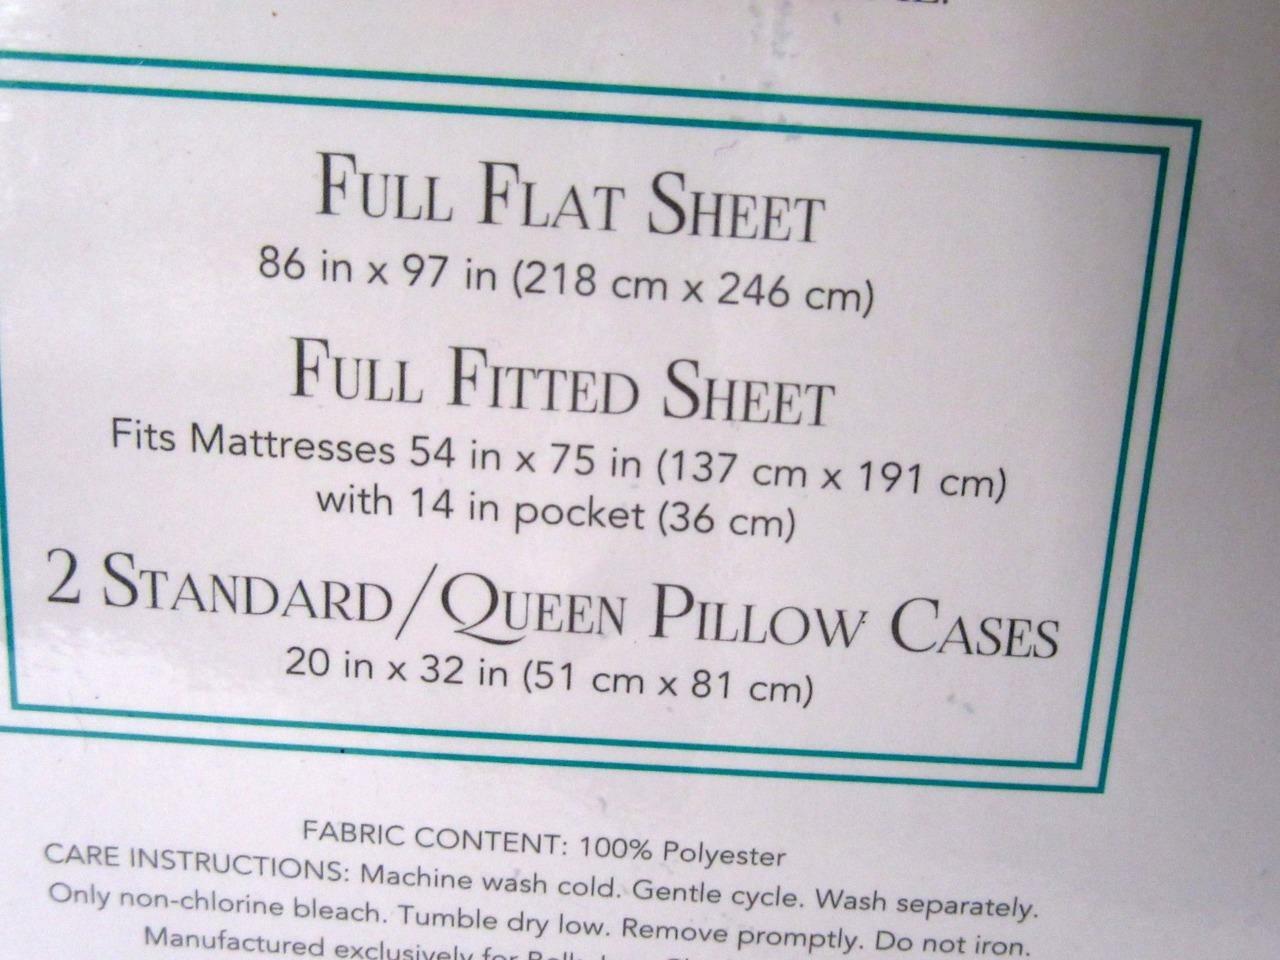 FULL FLAT SHEET
86 in x 97 in (218 cm x 246 cm)
FULL FITTED SHEET
Fits Mattresses 54 in x 75 in (137 cm x 191 cm)
with 14 in pocket (36 cm)
2 STANDARD/QUEEN PILLOW CASES
20 in x 32 in (51 cm x 81 cm)
FABRIC CONTENT: 100% Polyester
CARE INSTRUCTIONS: Machine wash cold. Gentle cycle. Wash separately.
Only non-chlorine bleach. Tumble dry low. Remove promptly. Do not iron.
Manufactured exclusively for